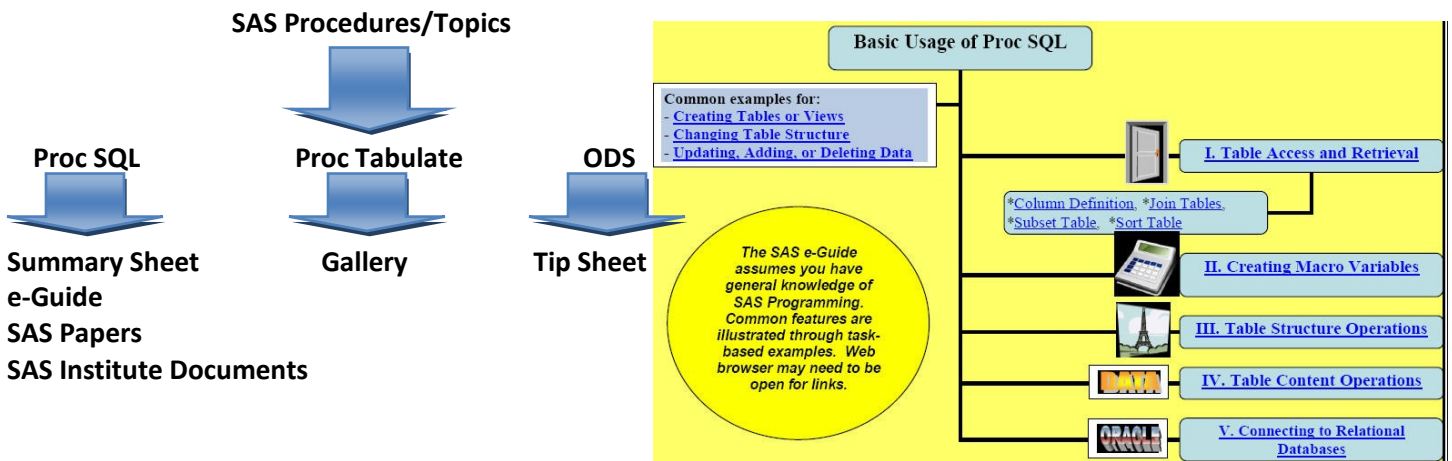 SAS Procedures/Topics
Proc SQL
Proc Tabulate
ODS
Summary Sheet
e-Guide
SAS Papers
SAS Institute Documents
Gallery
Tip Sheet
Basic Usage of Proc SQL
Common examples for:
- Creating Tables or Views
- Changing Table Structure
- Updating, Adding, or Deleting Data
I. Table Access and Retrieval
*Column Definition, *Join Tables,
*Subset Table, *Sort Table
The SAS e-Guide
assumes you have
general knowledge of
SAS Programming.
Common features are
illustrated through task-
based examples. Web
browser may need to be
open for links.
II. Creating Macro Variables
III. Table Structure Operations
DATA
IV. Table Content Operations
ORACLE
V. Connecting to Relational
Databases